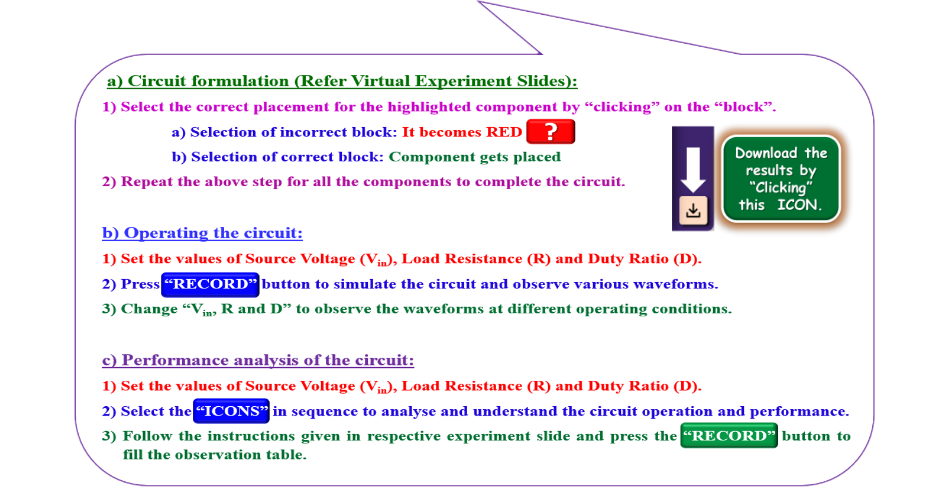 a) Circuit formulation (Refer Virtual Experiment Slides):
1) Select the correct placement for the highlighted component by “clicking” on the “block”.
a) Selection of incorrect block: It becomes RED ?
b) Selection of correct block: Component gets placed
2) Repeat the above step for all the components to complete the circuit.
Download the
results by
“Clicking”
this ICON.
b) Operating the circuit:
1) Set the values of Source Voltage (Vin), Load Resistance (R) and Duty Ratio (D).
2) Press “RECORD” button to simulate the circuit and observe various waveforms.
3) Change “Vin, R and D” to observe the waveforms at different operating conditions.
c) Performance analysis of the circuit:
1) Set the values of Source Voltage (Vin), Load Resistance (R) and Duty Ratio (D).
2) Select the “ICONS” in sequence to analyse and understand the circuit operation and performance.
3) Follow the instructions given in respective experiment slide and press the “RECORD” button to
fill the observation table.